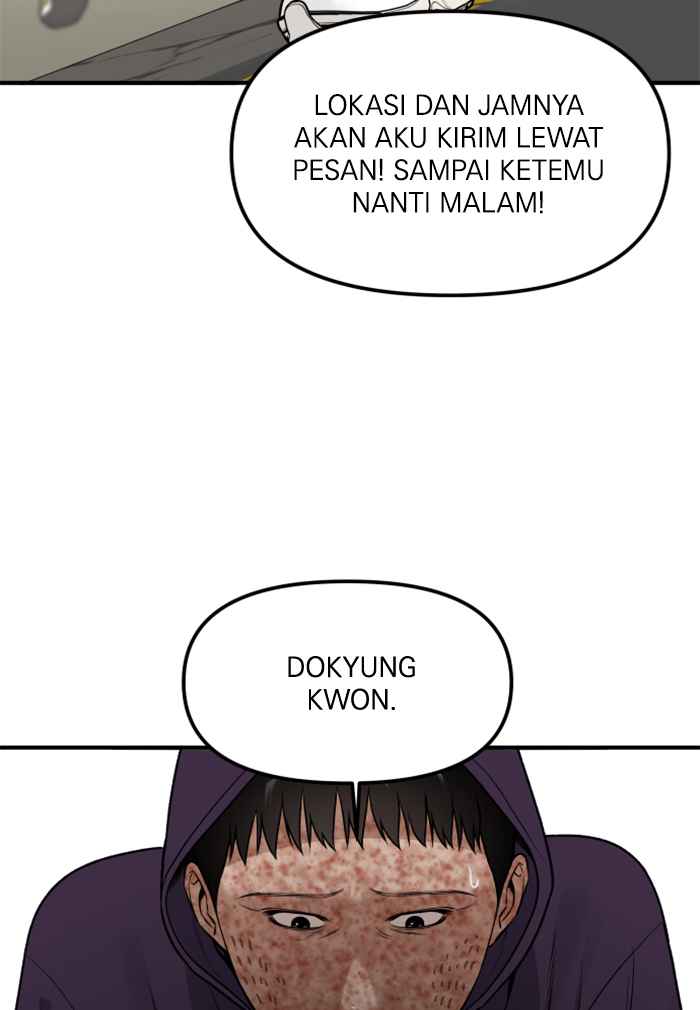 LOKASI DAN JAMNYA
AKAN AKU KIRIM LEWAT
PESAN! SAMPAI KETEMU
NANTI MALAM!
DOKYUNG
KWON.